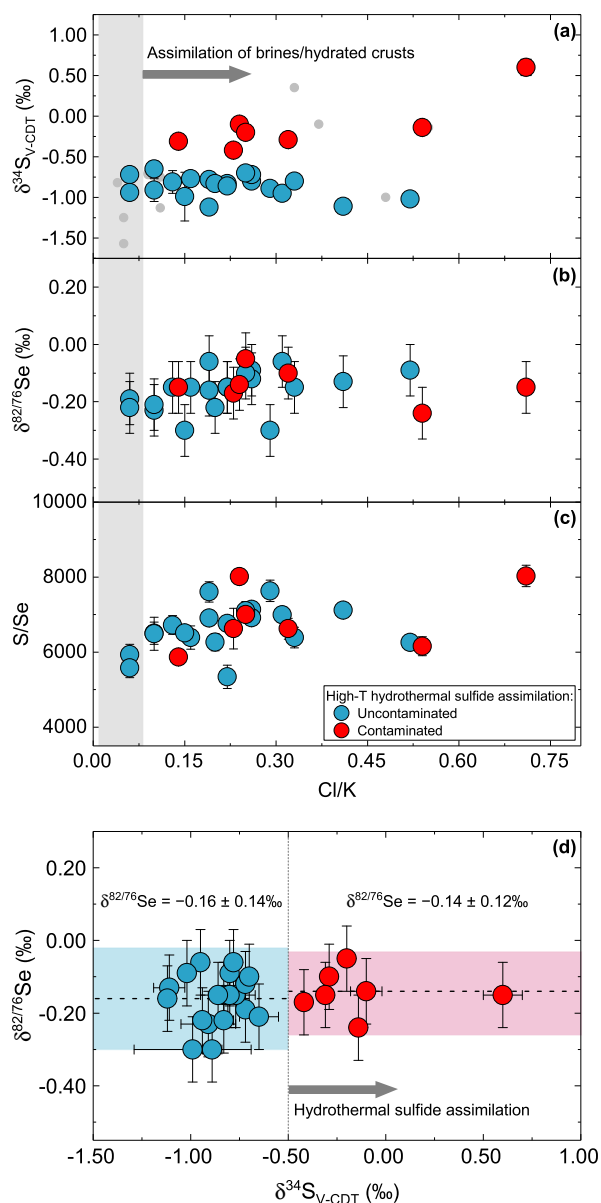 (a)
Assimilation of brines/hydrated crusts
1.00
0.50
0.00
-0.50
-1.00
-1.50
δ³⁴S_V-CDT (‰)
(b)
0.20
0.00
-0.20
-0.40
δ⁸²/⁷⁶Se (‰)
(c)
10000
8000
6000
4000
S/Se
High-T hydrothermal sulfide assimilation:
Uncontaminated
Contaminated
0.00 0.15 0.30 0.45 0.60 0.75
Cl/K
(d)
δ⁸²/⁷⁶Se = −0.16 ± 0.14‰ δ⁸²/⁷⁶Se = −0.14 ± 0.12‰
0.20
0.00
-0.20
-0.40
δ⁸²/⁷⁶Se (‰)
Hydrothermal sulfide assimilation
-1.50 -1.00 -0.50 0.00 0.50 1.00
δ³⁴S_V-CDT (‰)